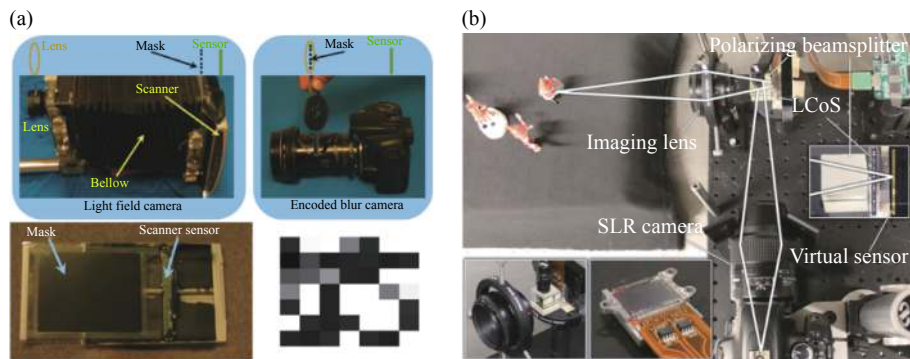 (a)
Lens
Mask
Sensor
Scanner
Lens
Bellow
Light field camera
Mask
Sensor
Encoded blur camera
Mask
Scanner sensor
(b)
Polarizing beamsplitter
LCoS
Imaging lens
SLR camera
Virtual sensor